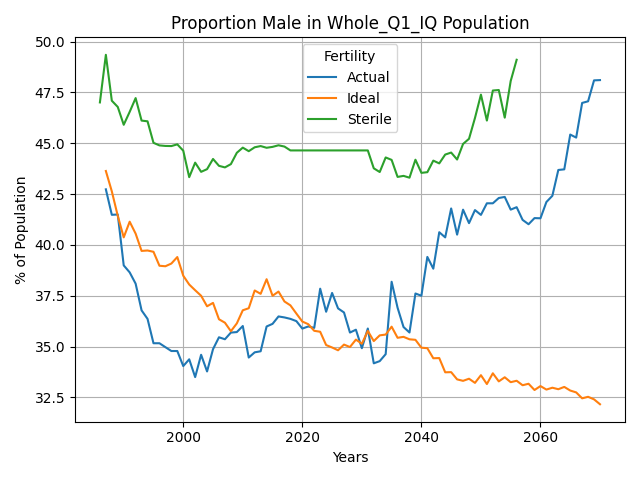 Proportion Male in Whole_Q1_IQ Population
Fertility
Actual
Ideal
Sterile
% of Population
50.0
47.5
45.0
42.5
40.0
37.5
35.0
32.5
2000
2020
2040
2060
Years